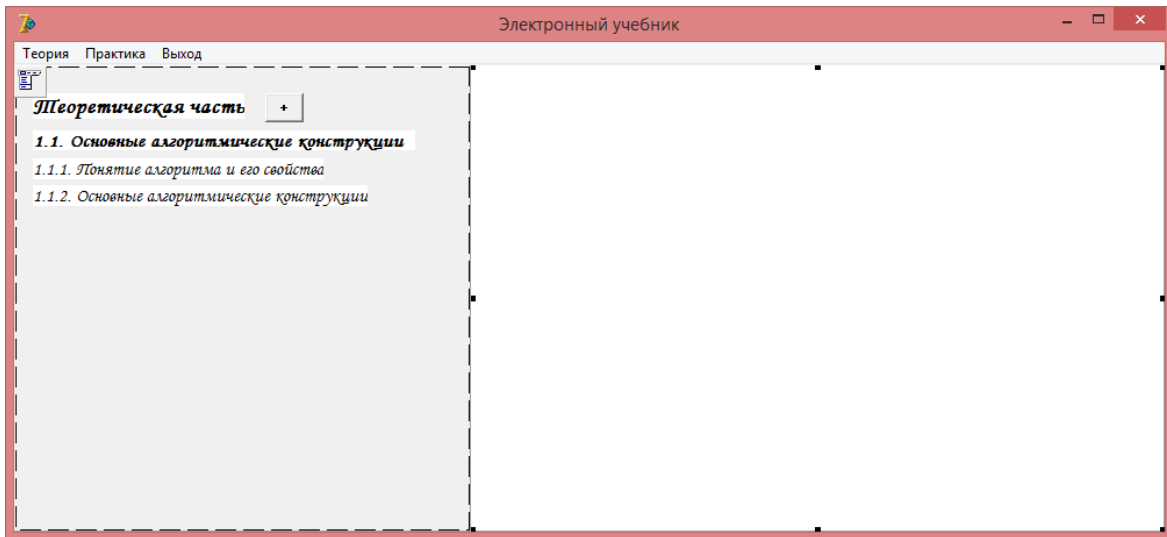 Электронный учебник
Теория Практика Выход
Теоретическая часть +
1.1. Основные алгоритмические конструкции
1.1.1. Понятие алгоритма и его свойства
1.1.2. Основные алгоритмические конструкции